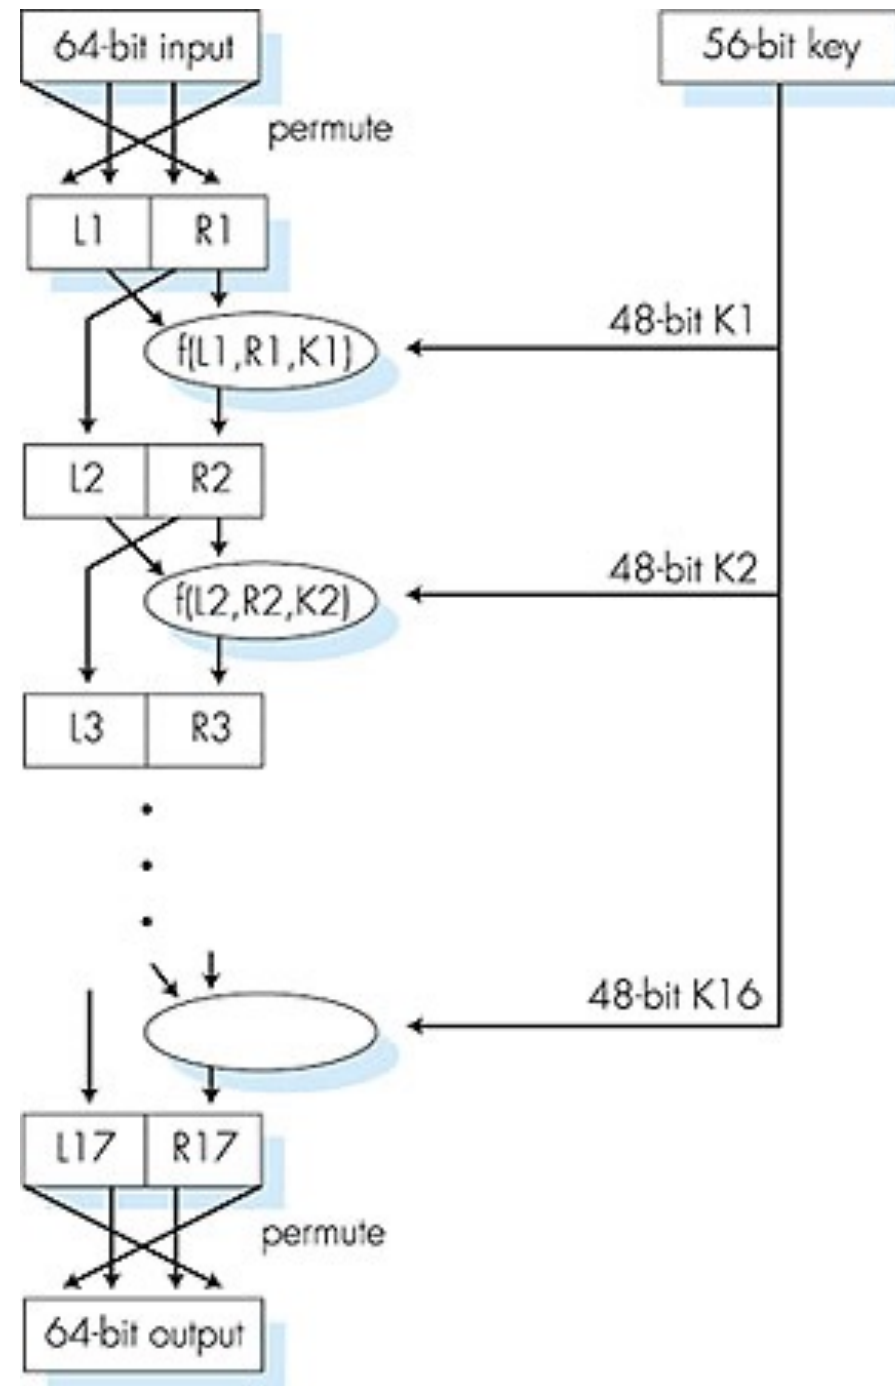 64-bit input
56-bit key
permute
L1 R1
48-bit K1
f(L1,R1,K1)
L2 R2
48-bit K2
f(L2,R2,K2)
L3 R3
48-bit K16
L17 R17
permute
64-bit output